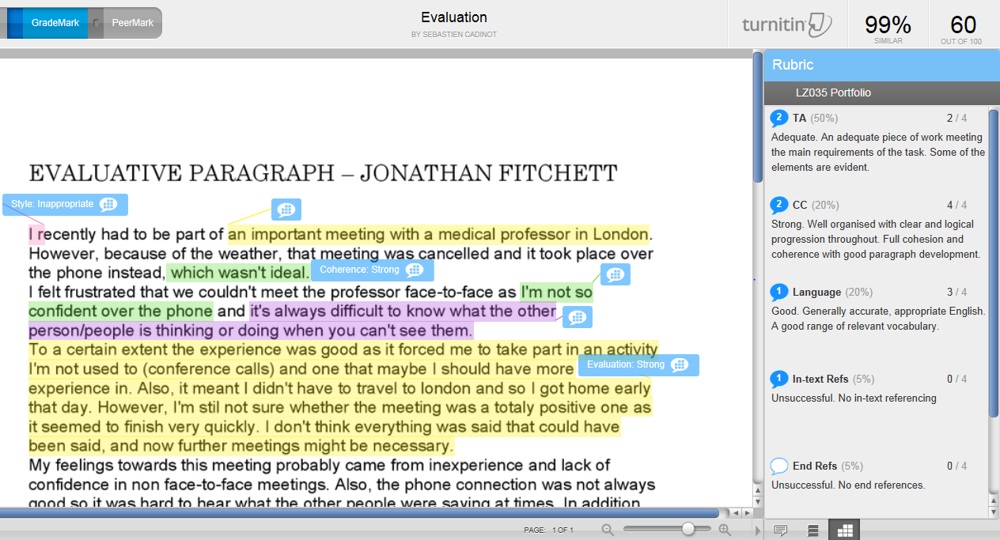 GradeMark
PeerMark
Evaluation
BY SEBASTIEN CADINOT
turnitin
99%
SIMILAR
60
OUT OF 100
EVALUATIVE PARAGRAPH – JONATHAN FITCHETT
Style: Inappropriate
I recently had to be part of an important meeting with a medical professor in London.
However, because of the weather, that meeting was cancelled and it took place over
the phone instead, which wasn't ideal.
Coherence: Strong
I felt frustrated that we couldn't meet the professor face-to-face as I'm not so
confident over the phone and it's always difficult to know what the other
person/people is thinking or doing when you can't see them.
To a certain extent the experience was good as it forced me to take part in an activity
I'm not used to (conference calls) and one that maybe I should have more
Evaluation: Strong
experience in. Also, it meant I didn't have to travel to london and so I got home early
that day. However, I'm stil not sure whether the meeting was a totaly positive one as
it seemed to finish very quickly. I don't think everything was said that could have
been said, and now further meetings might be necessary.
My feelings towards this meeting probably came from inexperience and lack of
confidence in non face-to-face meetings. Also, the phone connection was not always
good so it was hard to hear what the other people were saying at times. In addition
PAGE: 1 OF 1
Rubric
LZ035 Portfolio
2 TA (50%) 2 / 4
Adequate. An adequate piece of work meeting
the main requirements of the task. Some of the
elements are evident.
2 CC (20%) 4 / 4
Strong. Well organised with clear and logical
progression throughout. Full cohesion and
coherence with good paragraph development.
1 Language (20%) 3 / 4
Good. Generally accurate, appropriate English.
A good range of relevant vocabulary.
1 In-text Refs (5%) 0 / 4
Unsuccessful. No in-text referencing
End Refs (5%) 0 / 4
Unsuccessful. No end references.